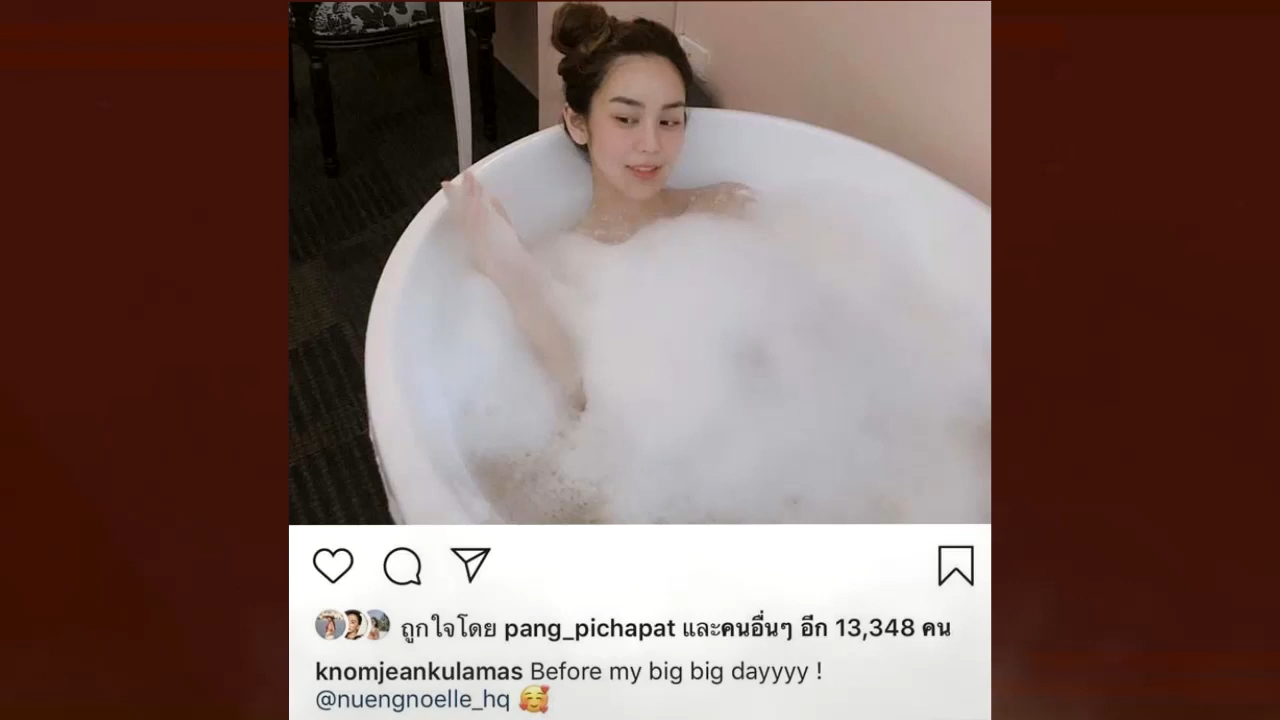 ถูกใจโดย pang_pichapat และคนอื่นๆ อีก 13,348 คน
knomjeankulamas Before my big big dayyyy !
@nuengnoelle_hq 🥰